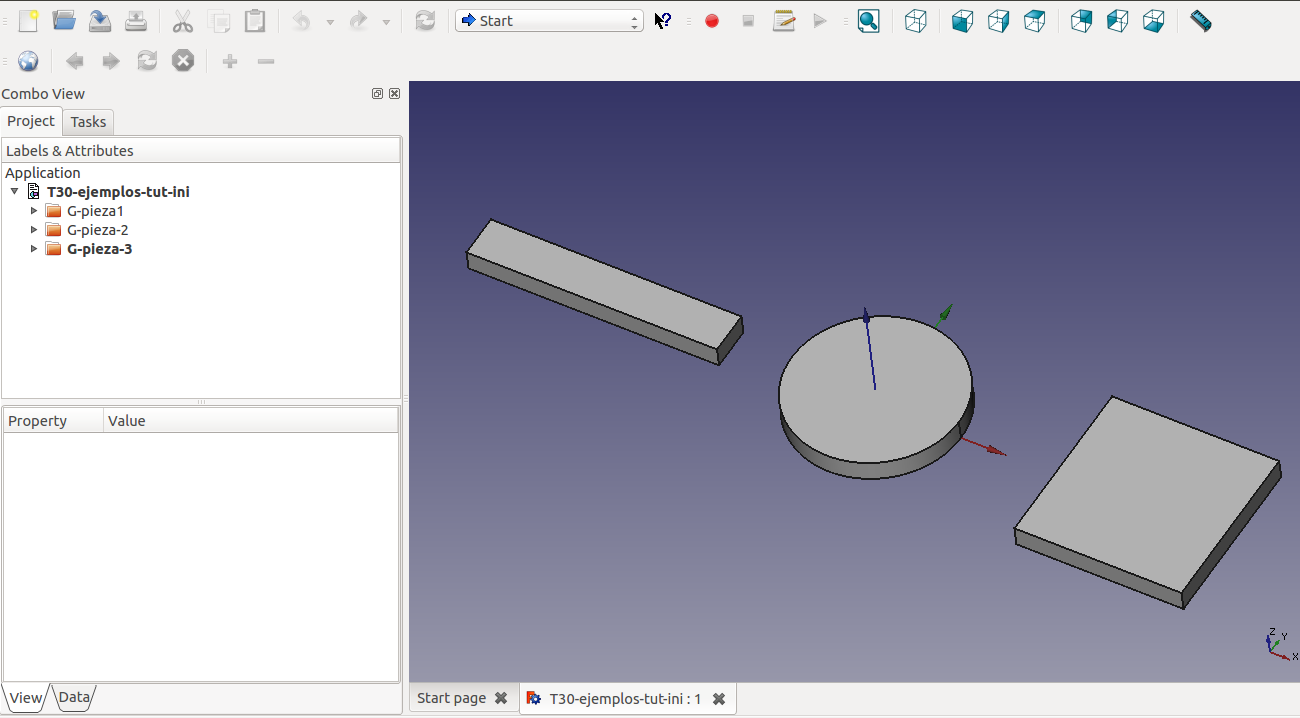 Start
Combo View
Project Tasks
Labels & Attributes
Application
T30-ejemplos-tut-ini
G-pieza1
G-pieza-2
G-pieza-3
Property Value
View Data
Z
Y
X
Start page T30-ejemplos-tut-ini : 1